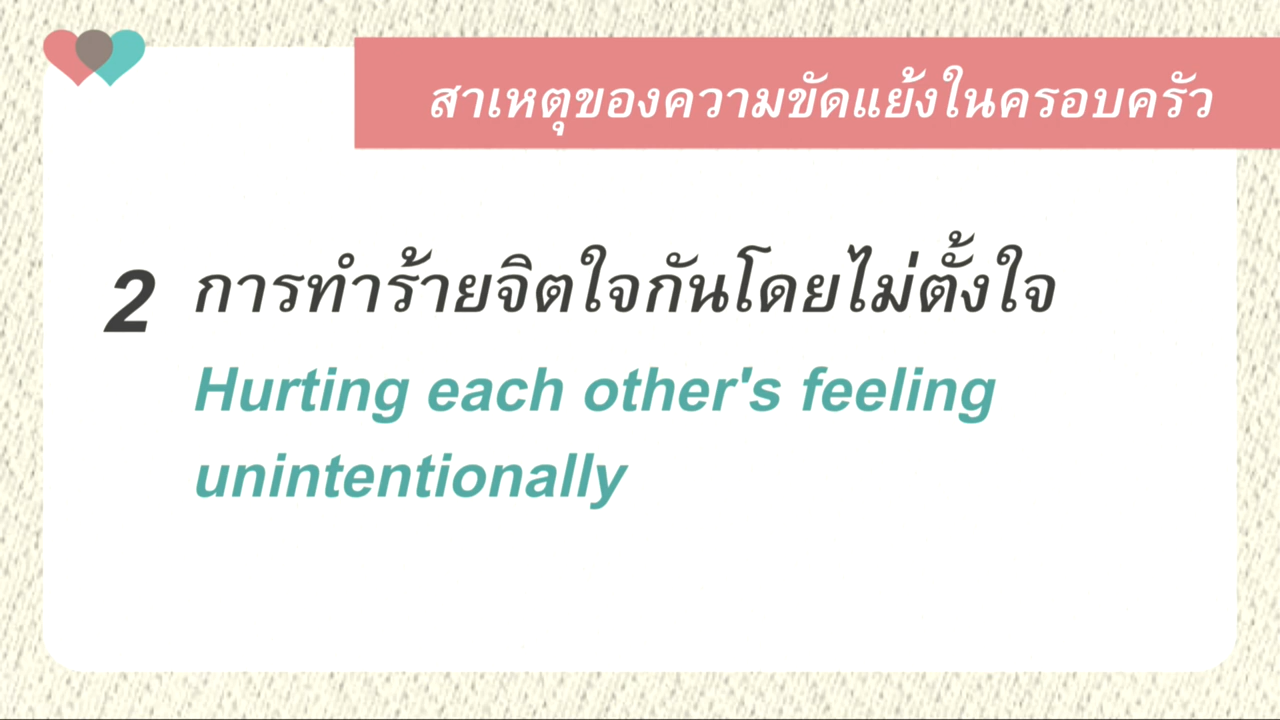 สาเหตุของความขัดแย้งในครอบครัว
2 การทำร้ายจิตใจกันโดยไม่ตั้งใจ
Hurting each other's feeling
unintentionally